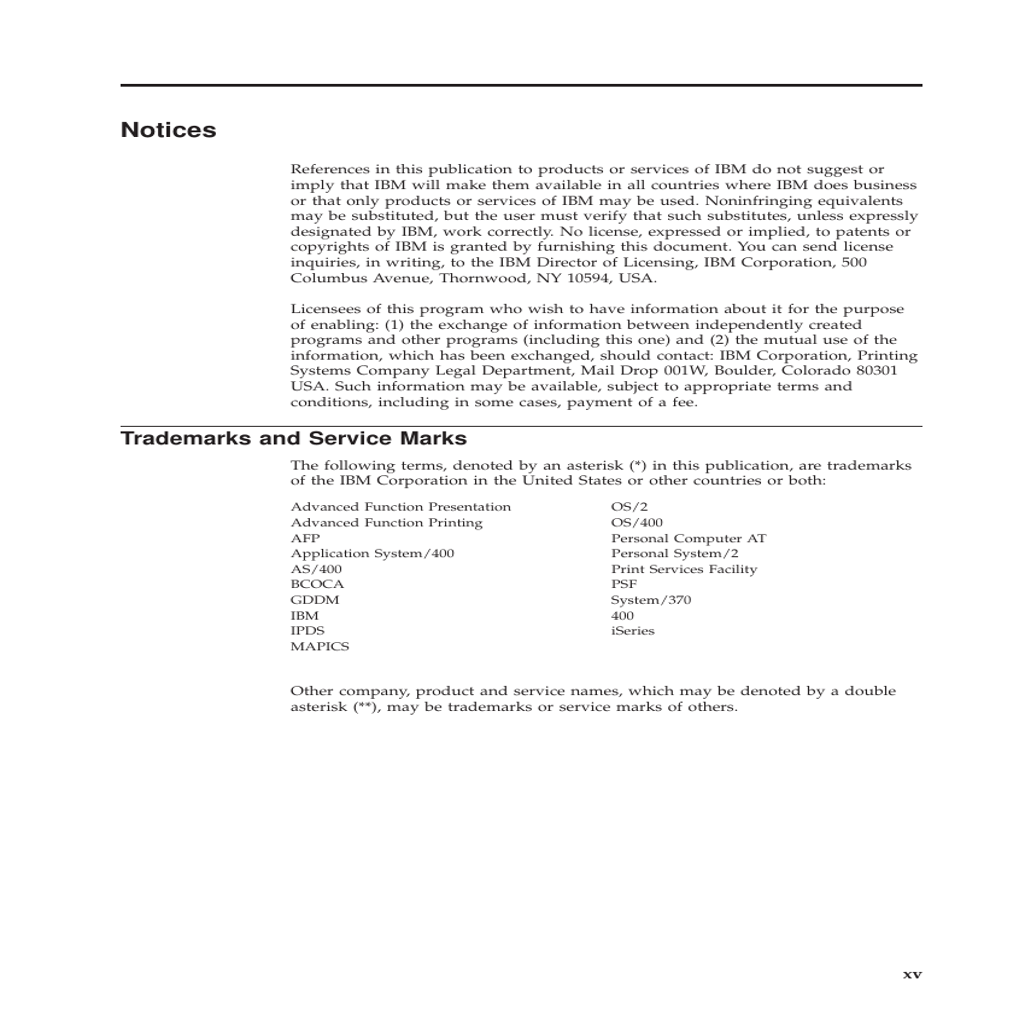 Notices
References in this publication to products or services of IBM do not suggest or
imply that IBM will make them available in all countries where IBM does business
or that only products or services of IBM may be used. Noninfringing equivalents
may be substituted, but the user must verify that such substitutes, unless expressly
designated by IBM, work correctly. No license, expressed or implied, to patents or
copyrights of IBM is granted by furnishing this document. You can send license
inquiries, in writing, to the IBM Director of Licensing, IBM Corporation, 500
Columbus Avenue, Thornwood, NY 10594, USA.
Licensees of this program who wish to have information about it for the purpose
of enabling: (1) the exchange of information between independently created
programs and other programs (including this one) and (2) the mutual use of the
information, which has been exchanged, should contact: IBM Corporation, Printing
Systems Company Legal Department, Mail Drop 001W, Boulder, Colorado 80301
USA. Such information may be available, subject to appropriate terms and
conditions, including in some cases, payment of a fee.
Trademarks and Service Marks
The following terms, denoted by an asterisk (*) in this publication, are trademarks
of the IBM Corporation in the United States or other countries or both:
Advanced Function Presentation
Advanced Function Printing
AFP
Application System/400
AS/400
BCOCA
GDDM
IBM
IPDS
MAPICS
OS/2
OS/400
Personal Computer AT
Personal System/2
Print Services Facility
PSF
System/370
400
iSeries
Other company, product and service names, which may be denoted by a double
asterisk (**), may be trademarks or service marks of others.
xv